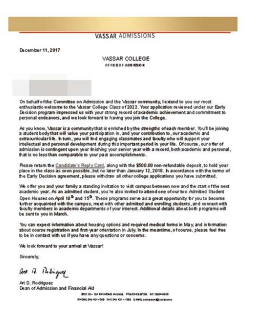 VASSAR ADMISSIONS
December 11, 2017
VASSAR COLLEGE
OFFICE OF ADMISSION
On behalf of the Committee on Admission and the Vassar community, I extend to you our most
enthusiastic welcome to the Vassar College Class of 2022. Your application reviewed under our Early
Decision program impressed us with your strong record of academic achievement and commitment to
personal endeavors, and we look forward to having you join the College.
As you know, Vassar is a community that is enriched by the strengths of each member. You'll be joining
a student body that will value your participation in, and your contribution to, our academic and
extracurricular life. In turn, you will find engaging classmates and faculty who will support your
intellectual and personal development during this important period in your life. Of course, our offer of
admission is contingent upon your finishing your senior year with a record, both academic and personal,
that is no less than comparable to your past accomplishments.
Please return the Candidate's Reply Card, along with the $500.00 non-refundable deposit, to hold your
place in the class as soon as possible, but no later than January 12, 2018. In accordance with the terms of the
Early Decision agreement, please withdraw all other college applications you have submitted.
We offer you and your family a standing invitation to visit campus between now and the start of the next
academic year. As an admitted student, you're also invited to attend one of our two Admitted Student
Open Houses on April
and
These programs serve as a great opportunity for you to become
further acquainted with the campus, meet with other admitted and enrolling students, and connect with
faculty members in academic departments of your interest. Additional details about both programs will
be sent to you in March.
You can expect information about housing options and required medical forms in May, and information
about course registration and first-year orientation in July. In the meantime, of course, please feel free
to be in contact with us if you have any questions or concerns.
We look forward to your arrival at Vassar!
Sincerely,
Art D. Rodriguez
Art D. Rodriguez
Dean of Admission and Financial Aid